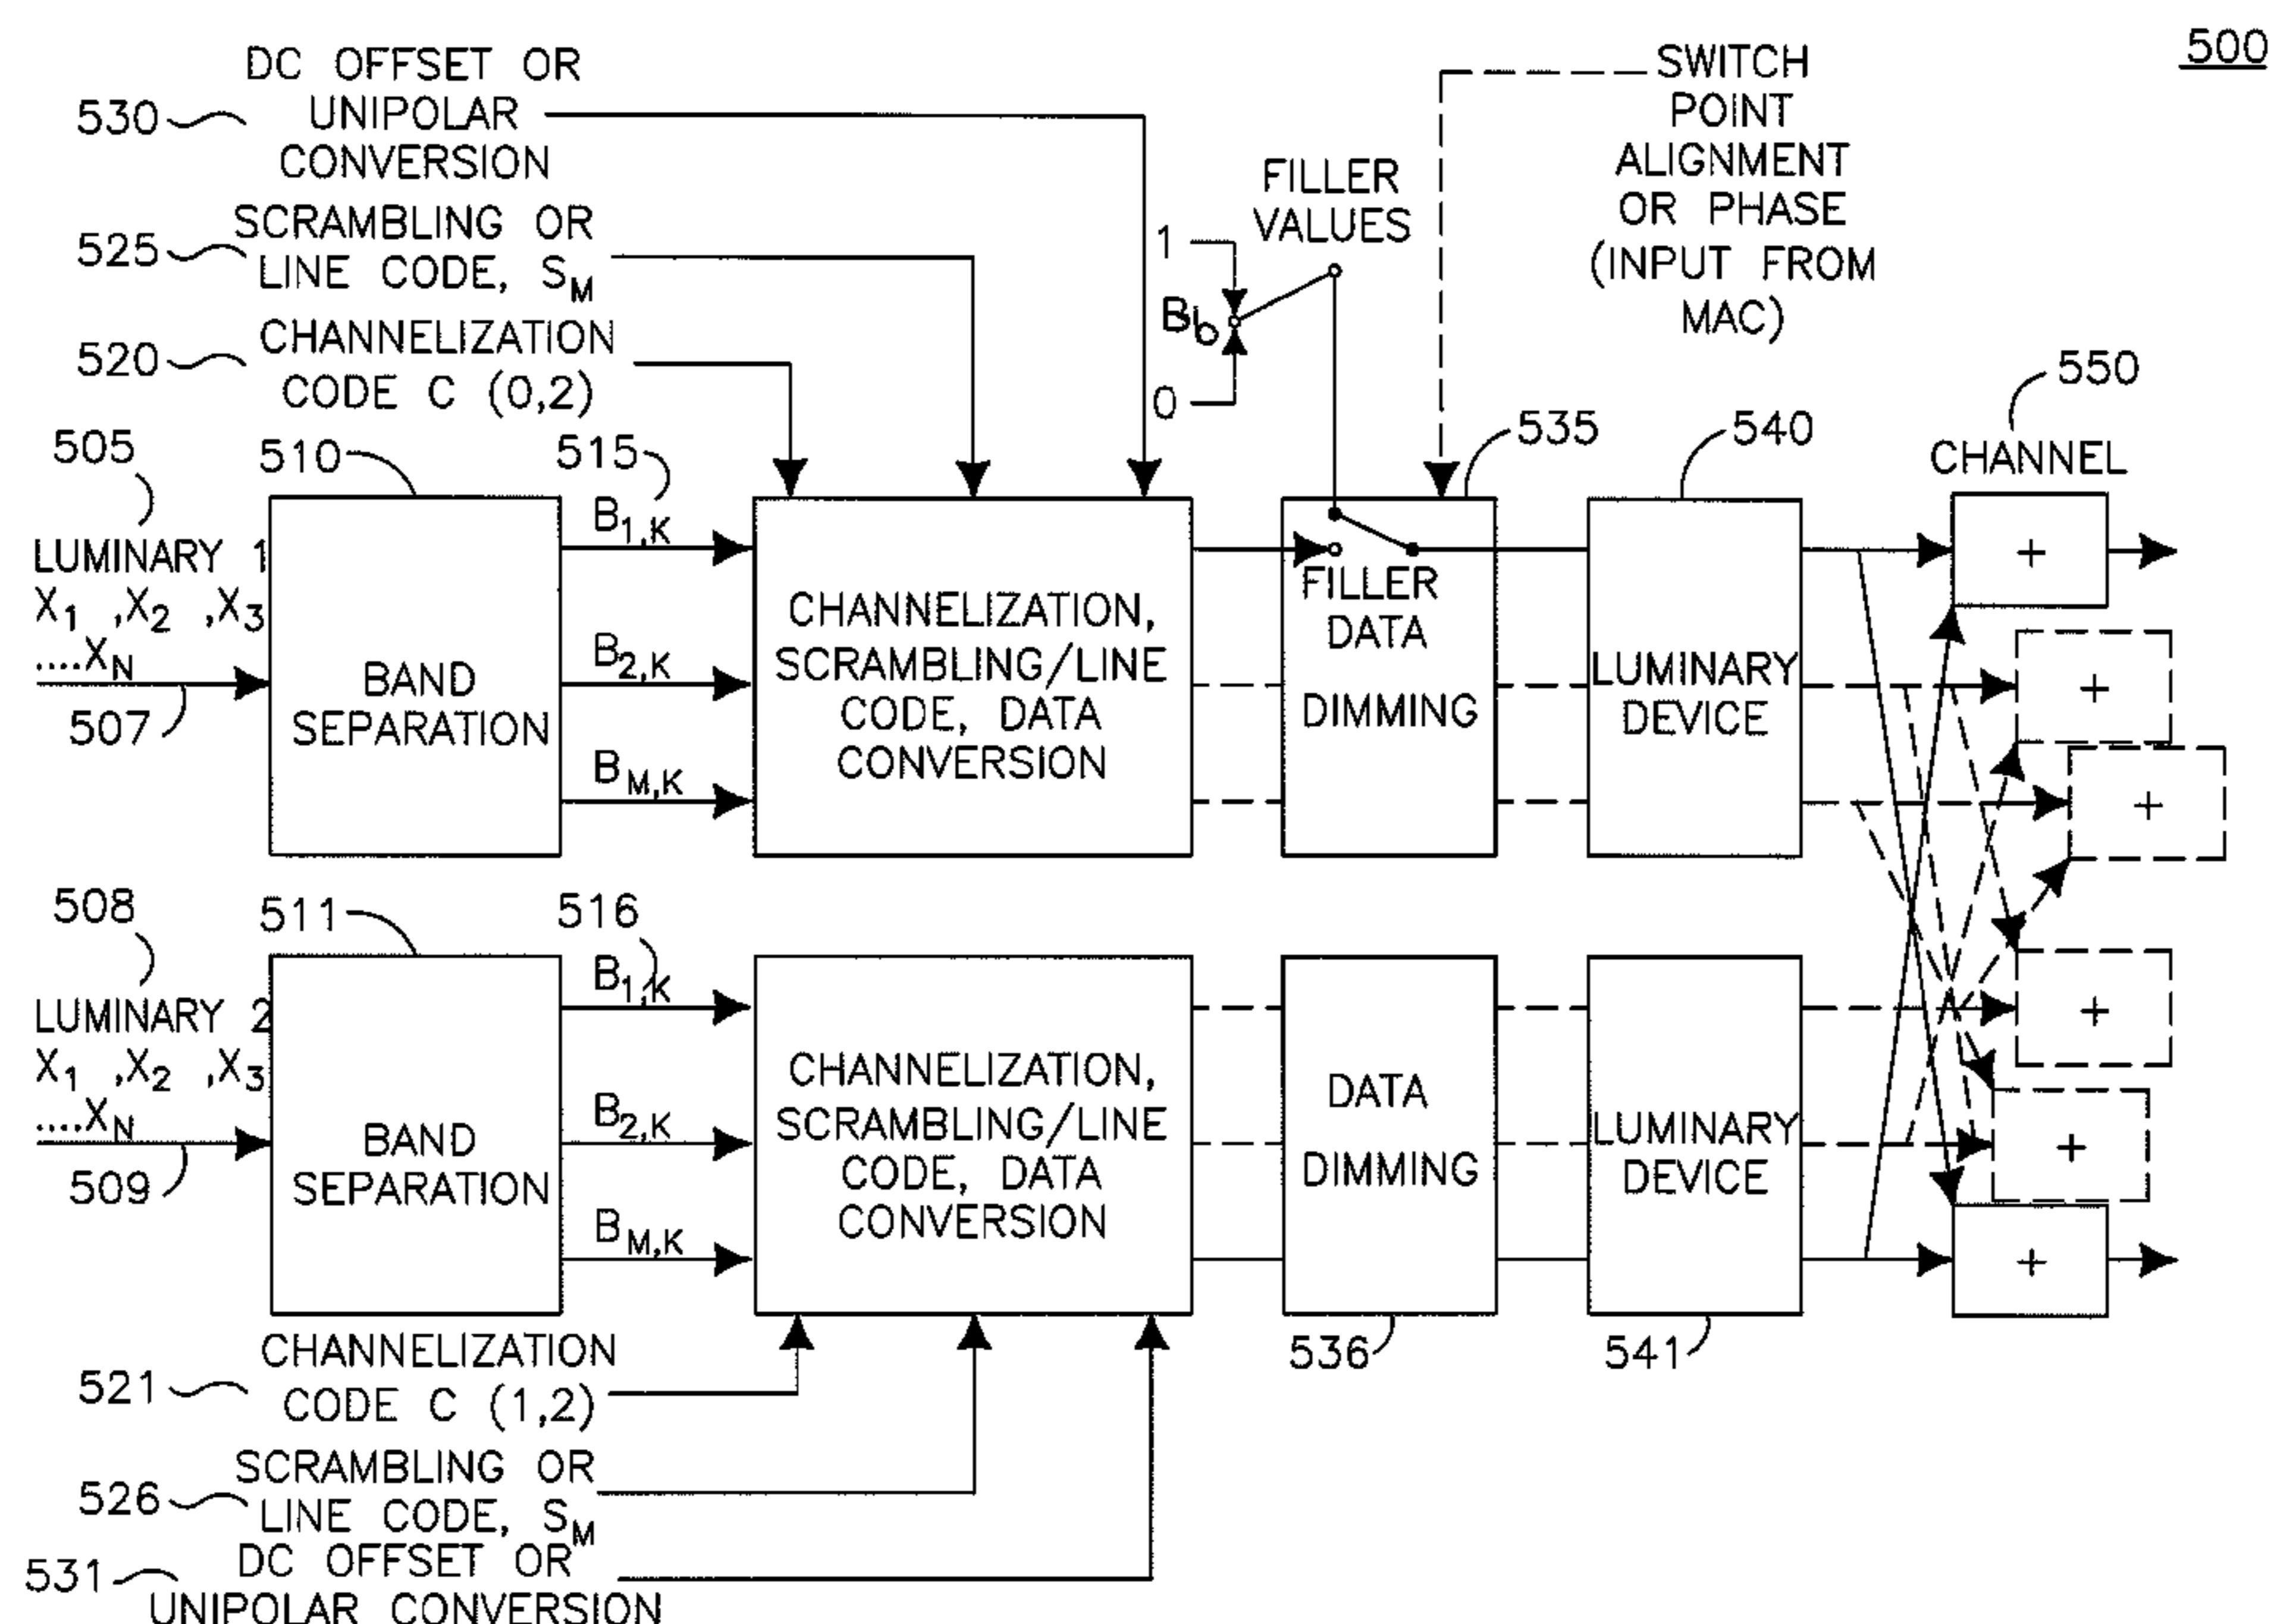 500
DC OFFSET OR
UNIPOLAR
CONVERSION
530
SCRAMBLING OR
LINE CODE, SM
525
CHANNELIZATION
CODE C (0,2)
520
FILLER
VALUES
1
0
SWITCH
POINT
ALIGNMENT
OR PHASE
(INPUT FROM
MAC)
505
LUMINARY 1
X1 ,X2 ,X3
....XN
507
510
BAND
SEPARATION
515
B1,K
B2,K
BM,K
CHANNELIZATION,
SCRAMBLING/LINE
CODE, DATA
CONVERSION
535
FILLER
DATA
DIMMING
540
LUMINARY
DEVICE
550
CHANNEL
+
+
+
508
LUMINARY 2
X1 ,X2 ,X3
....XN
509
511
BAND
SEPARATION
516
B1,K
B2,K
BM,K
CHANNELIZATION,
SCRAMBLING/LINE
CODE, DATA
CONVERSION
DATA
DIMMING
536
LUMINARY
DEVICE
541
+
+
+
CHANNELIZATION
CODE C (1,2)
521
SCRAMBLING OR
LINE CODE, SM
526
DC OFFSET OR
UNIPOLAR CONVERSION
531